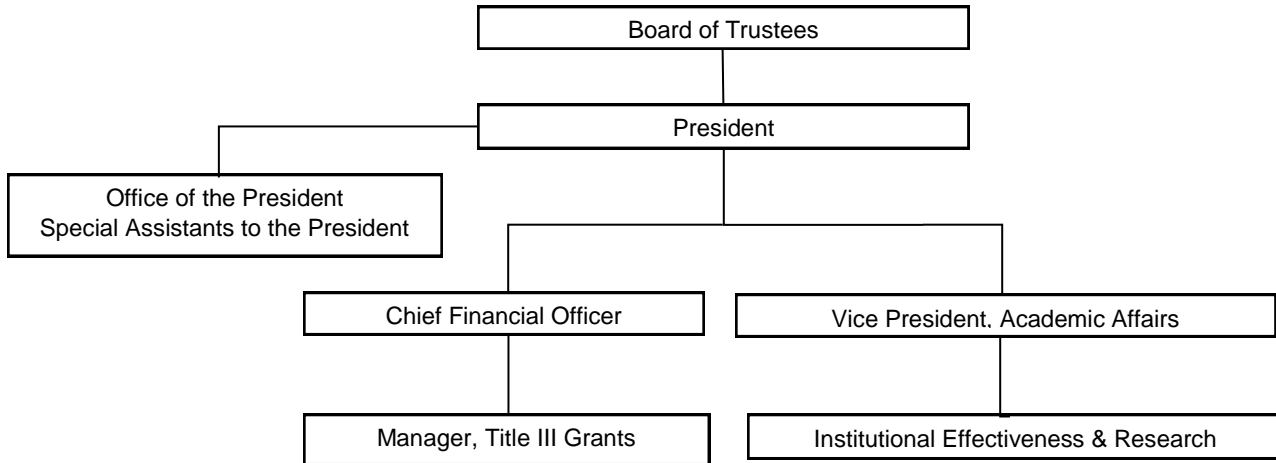 Board of Trustees
President
Office of the President
Special Assistants to the President
Chief Financial Officer
Vice President, Academic Affairs
Manager, Title III Grants
Institutional Effectiveness & Research